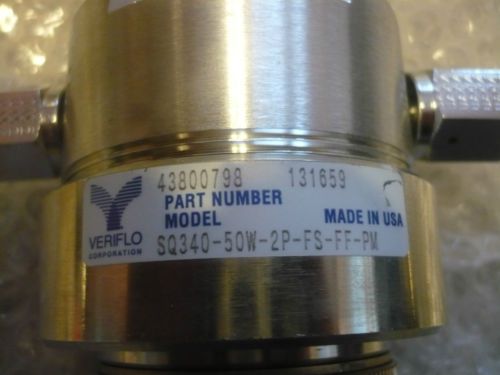 43800798 131659
PART NUMBER
MODEL MADE IN USA
VERIFLO
CORPORATION
SQ340-50W-2P-FS-FF-PM